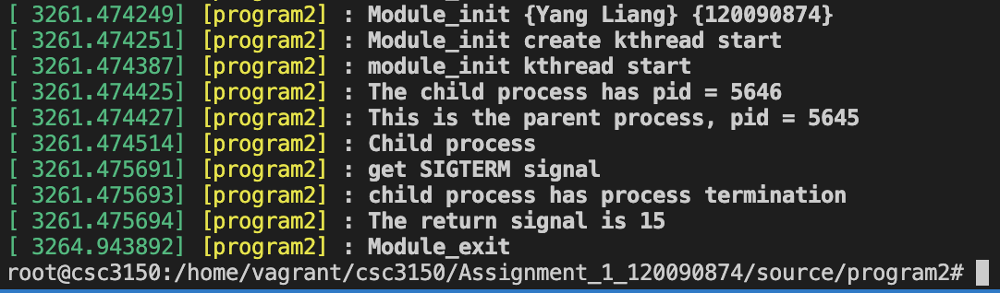 [ 3261.474249] [program2] : Module_init {Yang Liang} {120090874}
[ 3261.474251] [program2] : Module_init create kthread start
[ 3261.474387] [program2] : module_init kthread start
[ 3261.474425] [program2] : The child process has pid = 5646
[ 3261.474427] [program2] : This is the parent process, pid = 5645
[ 3261.474514] [program2] : Child process
[ 3261.475691] [program2] : get SIGTERM signal
[ 3261.475693] [program2] : child process has process termination
[ 3261.475694] [program2] : The return signal is 15
[ 3264.943892] [program2] : Module_exit
root@csc3150:/home/vagrant/csc3150/Assignment_1_120090874/source/program2#